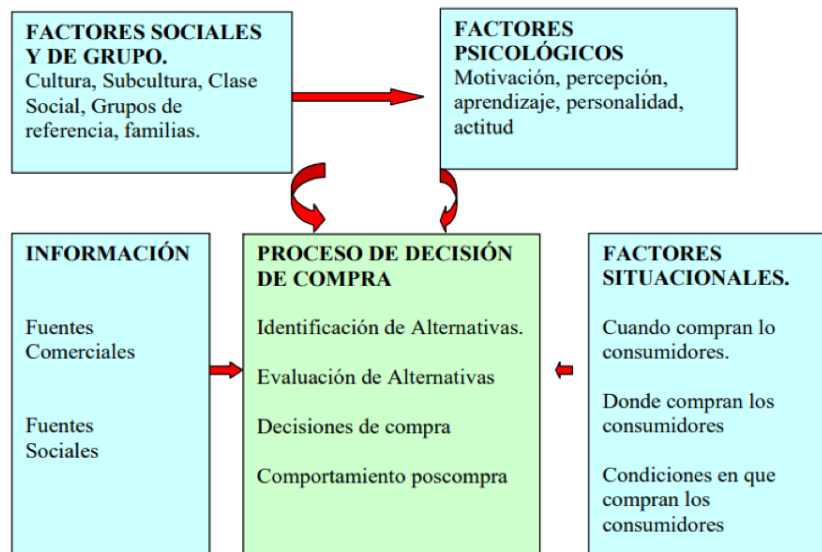 FACTORES SOCIALES
Y DE GRUPO.
Cultura, Subcultura, Clase
Social, Grupos de
referencia, familias.
FACTORES
PSICOLÓGICOS
Motivación, percepción,
aprendizaje, personalidad,
actitud
INFORMACIÓN
Fuentes
Comerciales
Fuentes
Sociales
PROCESO DE DECISIÓN
DE COMPRA
Identificación de Alternativas.
Evaluación de Alternativas
Decisiones de compra
Comportamiento poscompra
FACTORES
SITUACIONALES.
Cuando compran lo
consumidores.
Donde compran los
consumidores
Condiciones en que
compran los
consumidores